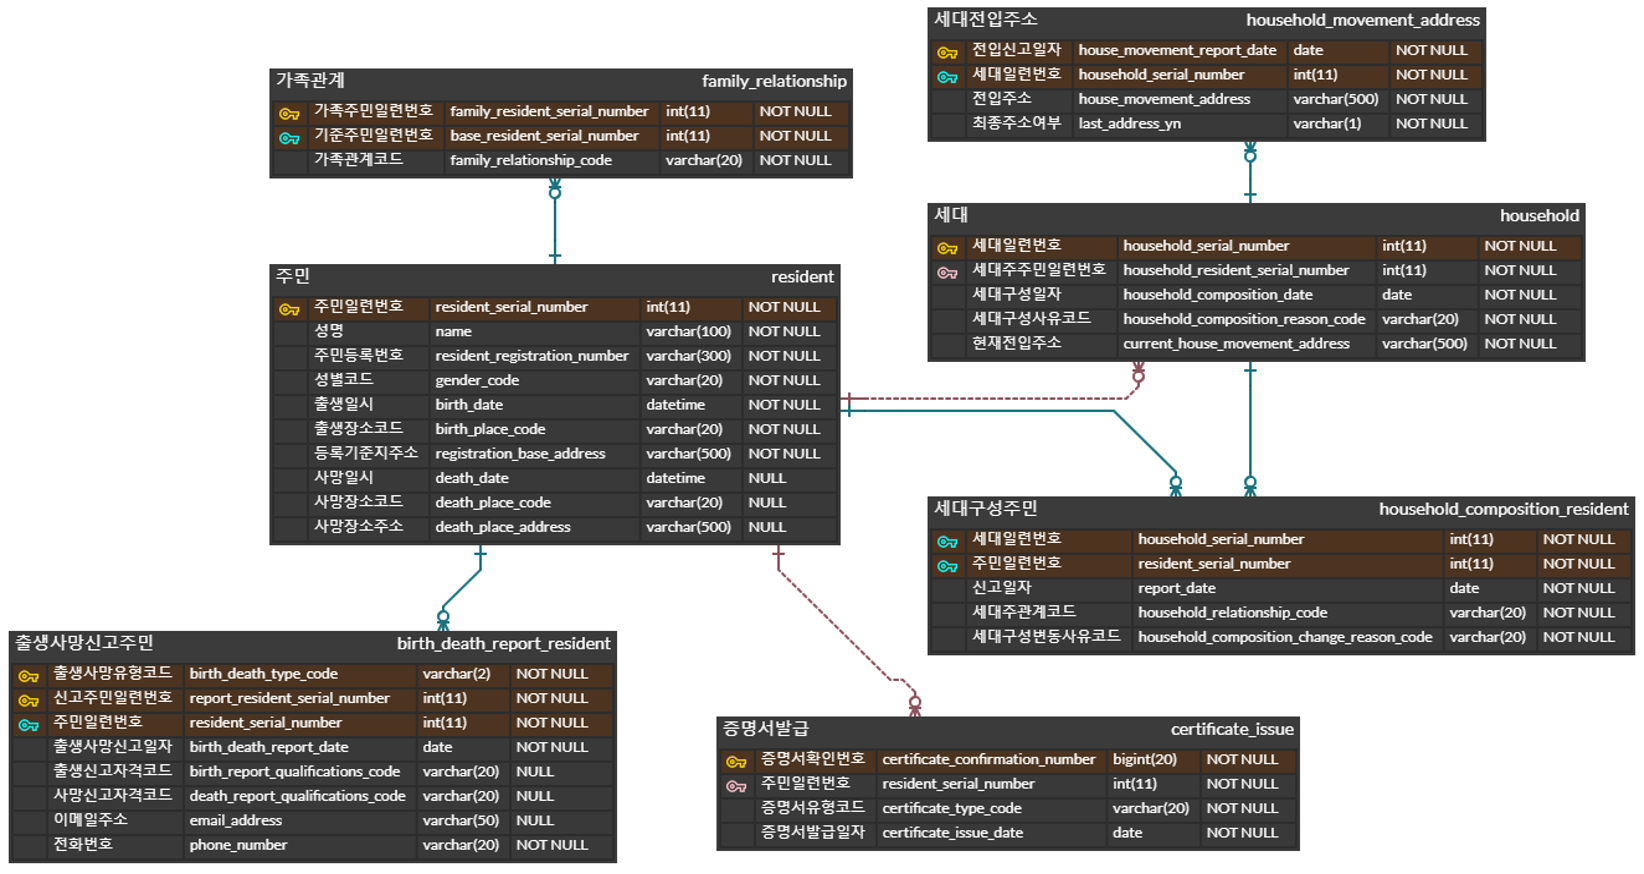 가족관계 family_relationship
가족주민일련번호 family_resident_serial_number int(11) NOT NULL
기준주민일련번호 base_resident_serial_number int(11) NOT NULL
가족관계코드 family_relationship_code varchar(20) NOT NULL
세대전입주소 household_movement_address
전입신고일자 house_movement_report_date date NOT NULL
세대일련번호 household_serial_number int(11) NOT NULL
전입주소 house_movement_address varchar(500) NOT NULL
최종주소여부 last_address_yn varchar(1) NOT NULL
주민 resident
주민일련번호 resident_serial_number int(11) NOT NULL
성명 name varchar(100) NOT NULL
주민등록번호 resident_registration_number varchar(300) NOT NULL
성별코드 gender_code varchar(20) NOT NULL
출생일시 birth_date datetime NOT NULL
출생장소코드 birth_place_code varchar(20) NOT NULL
등록기준지주소 registration_base_address varchar(500) NOT NULL
사망일시 death_date datetime NULL
사망장소코드 death_place_code varchar(20) NULL
사망장소주소 death_place_address varchar(500) NULL
세대 household
세대일련번호 household_serial_number int(11) NOT NULL
세대주주민일련번호 household_resident_serial_number int(11) NOT NULL
세대구성일자 household_composition_date date NOT NULL
세대구성사유코드 household_composition_reason_code varchar(20) NOT NULL
현재전입주소 current_house_movement_address varchar(500) NOT NULL
세대구성주민 household_composition_resident
세대일련번호 household_serial_number int(11) NOT NULL
주민일련번호 resident_serial_number int(11) NOT NULL
신고일자 report_date date NOT NULL
세대주관계코드 household_relationship_code varchar(20) NOT NULL
세대구성변동사유코드 household_composition_change_reason_code varchar(20) NOT NULL
출생사망신고주민 birth_death_report_resident
출생사망유형코드 birth_death_type_code varchar(2) NOT NULL
신고주민일련번호 report_resident_serial_number int(11) NOT NULL
주민일련번호 resident_serial_number int(11) NOT NULL
출생사망신고일자 birth_death_report_date date NOT NULL
출생신고자격코드 birth_report_qualifications_code varchar(20) NULL
사망신고자격코드 death_report_qualifications_code varchar(20) NULL
이메일주소 email_address varchar(50) NULL
전화번호 phone_number varchar(20) NOT NULL
증명서발급 certificate_issue
증명서확인번호 certificate_confirmation_number bigint(20) NOT NULL
주민일련번호 resident_serial_number int(11) NOT NULL
증명서유형코드 certificate_type_code varchar(20) NOT NULL
증명서발급일자 certificate_issue_date date NOT NULL